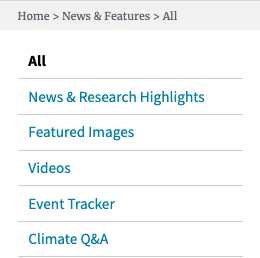 Home > News & Features > All
All
News & Research Highlights
Featured Images
Videos
Event Tracker
Climate Q&A